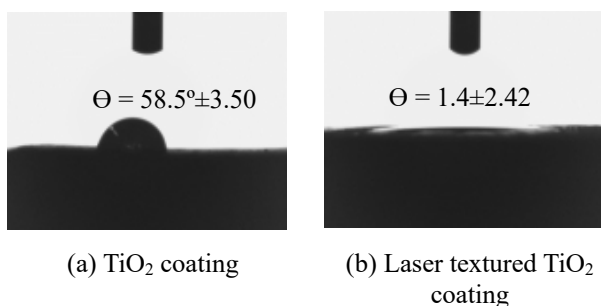 ϴ = 58.5º±3.50
ϴ = 1.4±2.42
(a) TiO₂ coating
(b) Laser textured TiO₂
coating